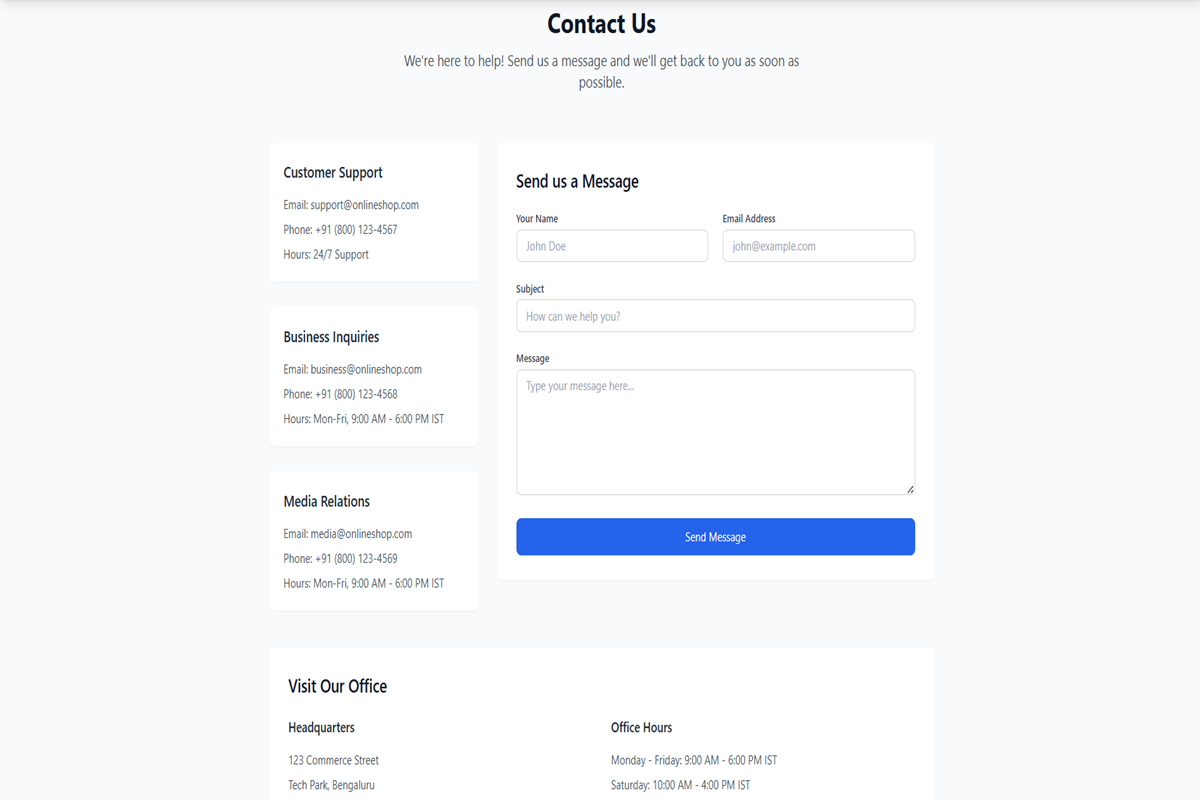 Contact Us
We're here to help! Send us a message and we'll get back to you as soon as
possible.
Customer Support
Email: support@onlineshop.com
Phone: +91 (800) 123-4567
Hours: 24/7 Support
Business Inquiries
Email: business@onlineshop.com
Phone: +91 (800) 123-4568
Hours: Mon-Fri, 9:00 AM - 6:00 PM IST
Media Relations
Email: media@onlineshop.com
Phone: +91 (800) 123-4569
Hours: Mon-Fri, 9:00 AM - 6:00 PM IST
Send us a Message
Your Name
John Doe
Email Address
john@example.com
Subject
How can we help you?
Message
Type your message here...
Send Message
Visit Our Office
Headquarters
123 Commerce Street
Tech Park, Bengaluru
Office Hours
Monday - Friday: 9:00 AM - 6:00 PM IST
Saturday: 10:00 AM - 4:00 PM IST